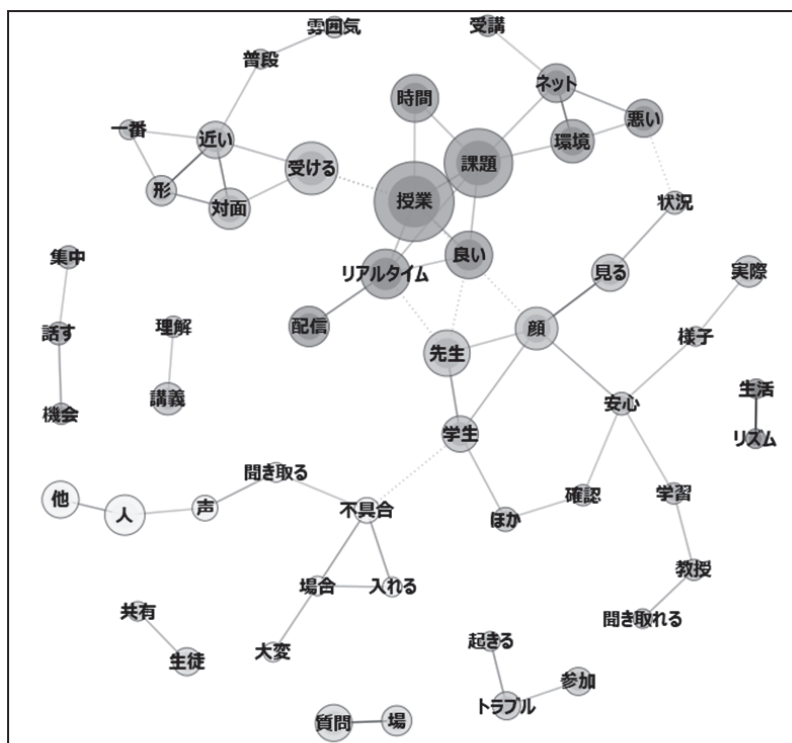 雰囲気
受講
普段
ネット
時間
悪い
一番
近い
環境
受ける
課題
形
対面
授業
状況
集中
リアルタイム
良い
見る
実際
話す
理解
配信
顔
様子
先生
機会
講義
安心
生活
学生
リズム
聞き取る
他
人
声
不具合
ほか
確認
学習
場合
入れる
教授
共有
聞き取れる
生徒
大変
起きる
参加
トラブル
質問
場